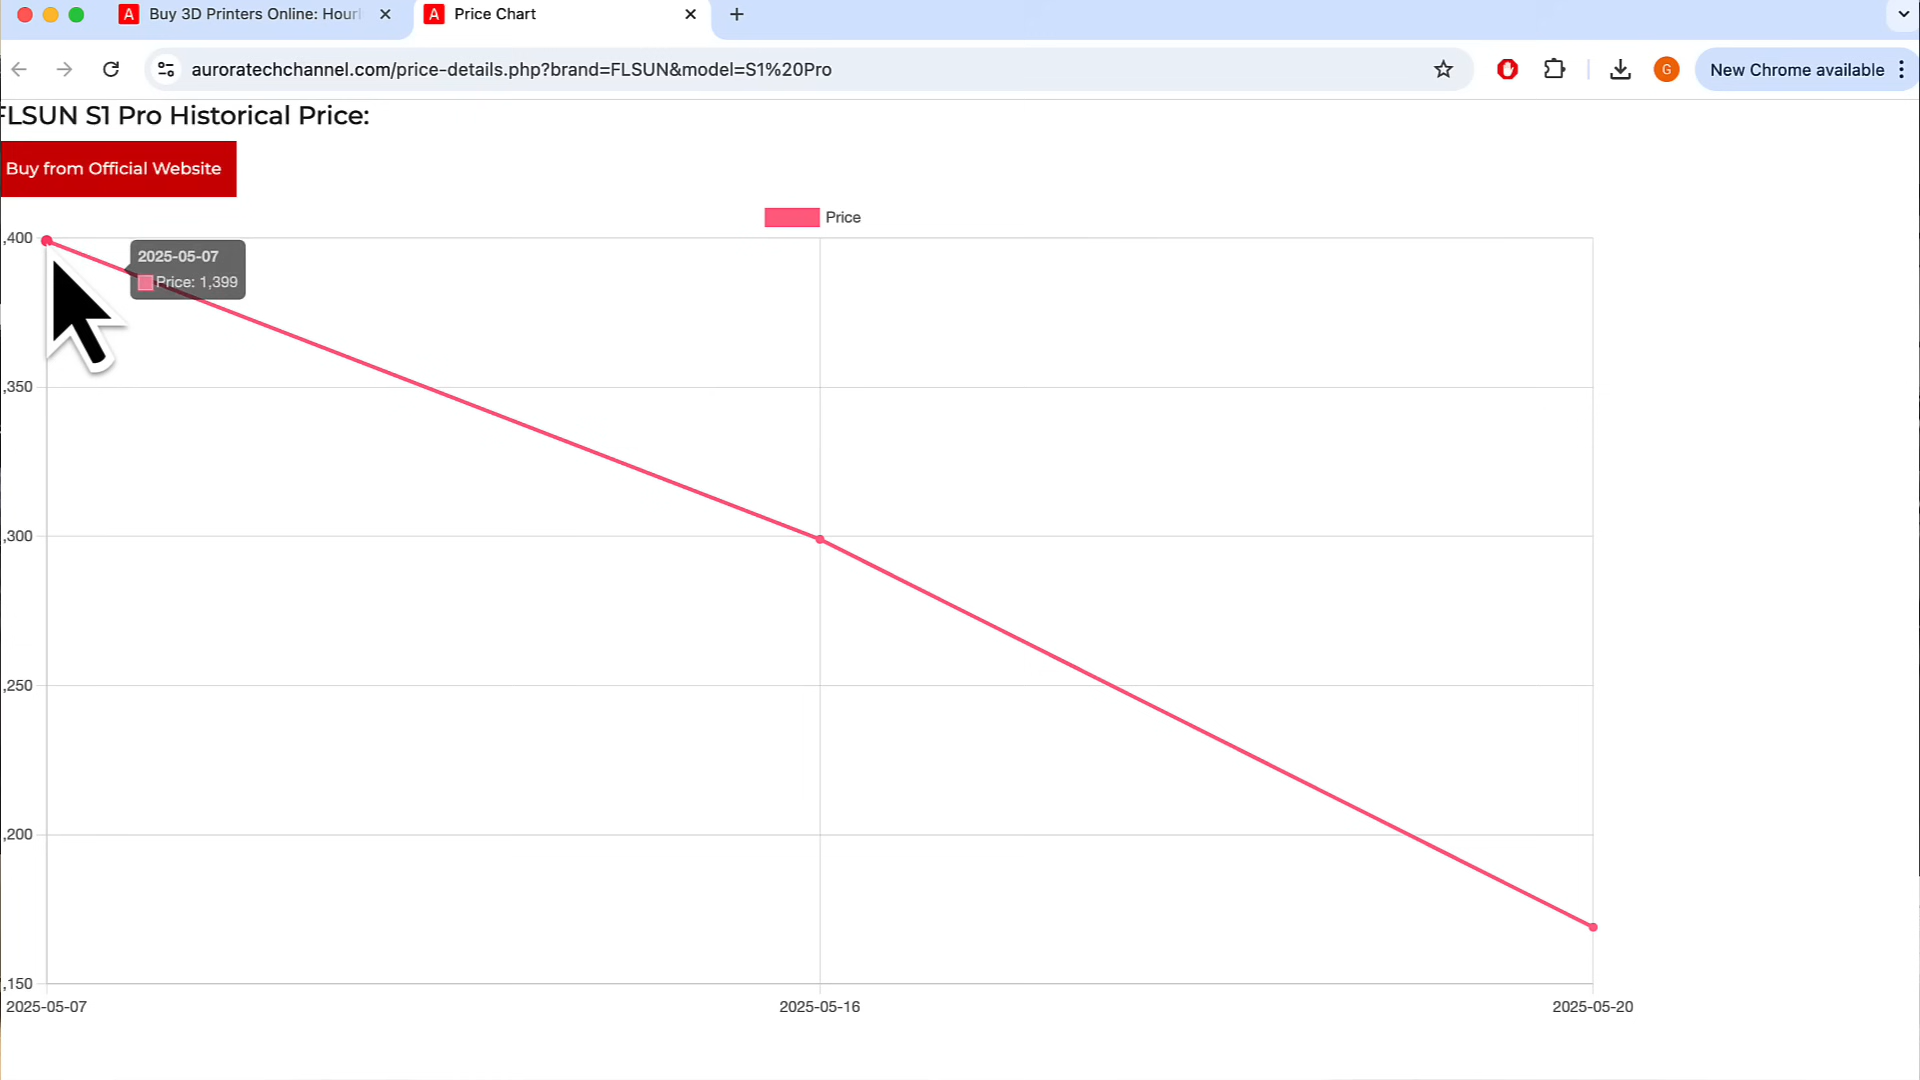 Buy 3D Printers Online: Hour
Price Chart
auroratechchannel.com/price-details.php?brand=FLSUN&model=S1%20Pro
G
New Chrome available
FLSUN S1 Pro Historical Price:
Buy from Official Website
Price
,400
2025-05-07
Price: 1,399
,350
,300
,250
,200
,150
2025-05-07
2025-05-16
2025-05-20